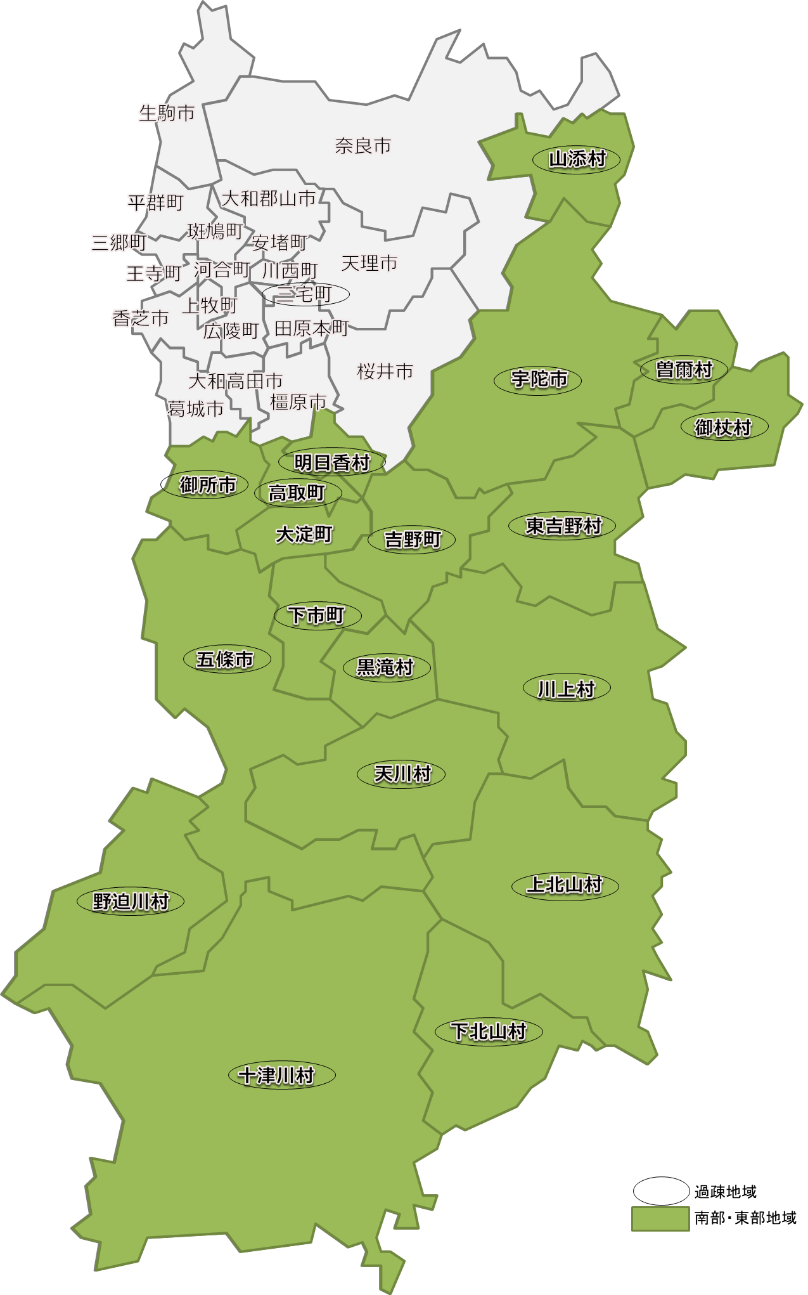 生駒市
奈良市
山添村
平群町
大和郡山市
斑鳩町
三郷町
安堵町
天理市
王寺町
河合町
川西町
三宅町
上牧町
香芝市
広陵町
田原本町
桜井市
大和高田市
葛城市
橿原市
宇陀市
曽爾村
御杖村
明日香村
御所市
高取町
大淀町
吉野町
東吉野村
下市町
五條市
黒滝村
川上村
天川村
上北山村
野迫川村
下北山村
十津川村
過疎地域
南部・東部地域